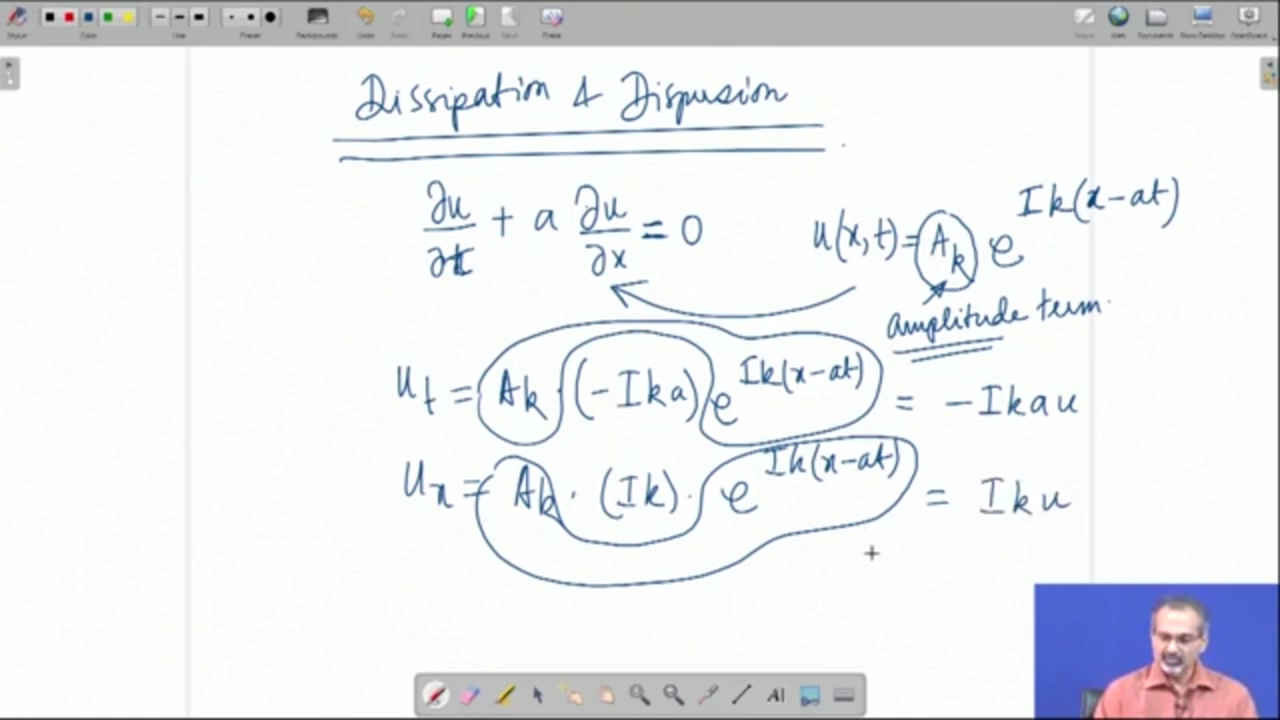 Dissipation & Dispersion
∂u/∂t + a ∂u/∂x = 0
u(x,t) = A_k e^{Ik(x-at)}
amplitude term.
u_t = A_k · (-Ika) e^{Ik(x-at)} = -Ikau
u_x = A_k · (Ik) · e^{Ik(x-at)} = Iku